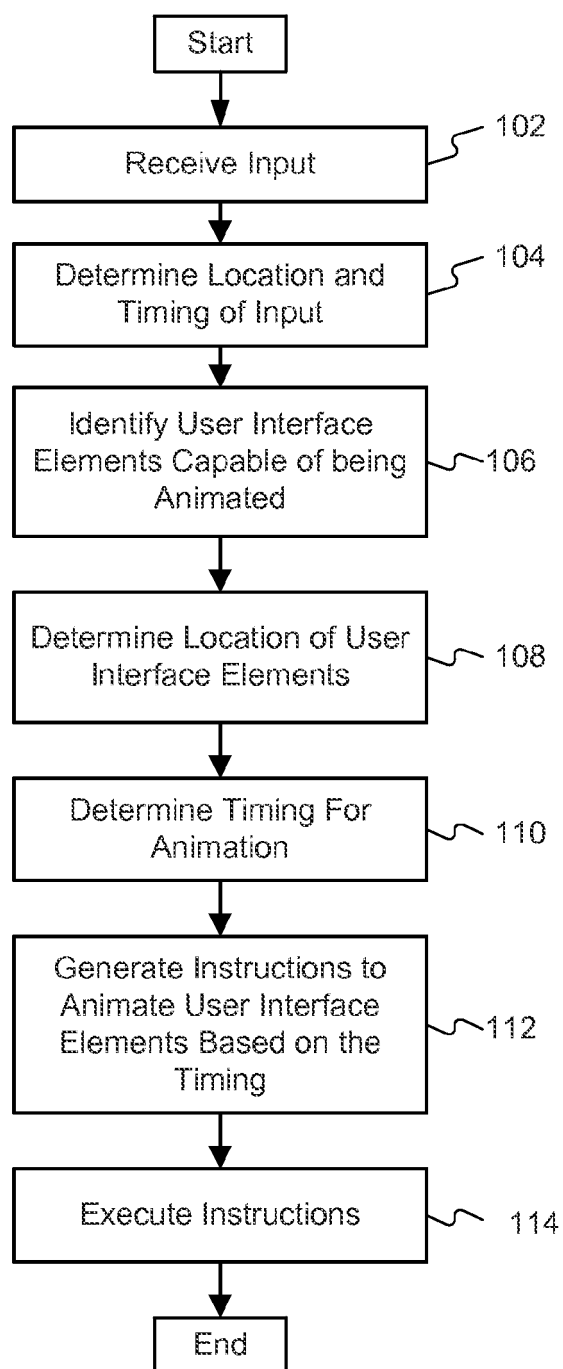 Start
102
Receive Input
104
Determine Location and
Timing of Input
Identify User Interface
Elements Capable of being
Animated
106
Determine Location of User
Interface Elements
108
Determine Timing For
Animation
110
Generate Instructions to
Animate User Interface
Elements Based on the
Timing
112
Execute Instructions
114
End